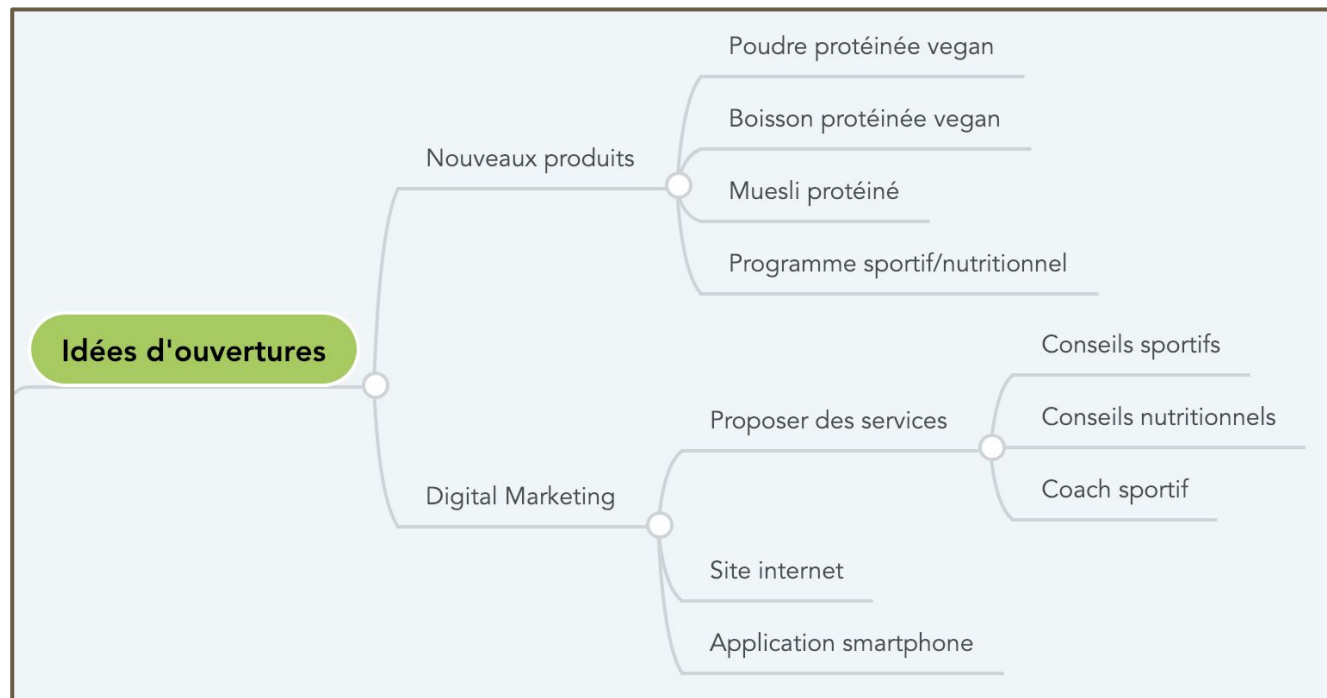 Idées d'ouvertures
Nouveaux produits
Poudre protéinée vegan
Boisson protéinée vegan
Muesli protéiné
Programme sportif/nutritionnel
Digital Marketing
Proposer des services
Conseils sportifs
Conseils nutritionnels
Coach sportif
Site internet
Application smartphone